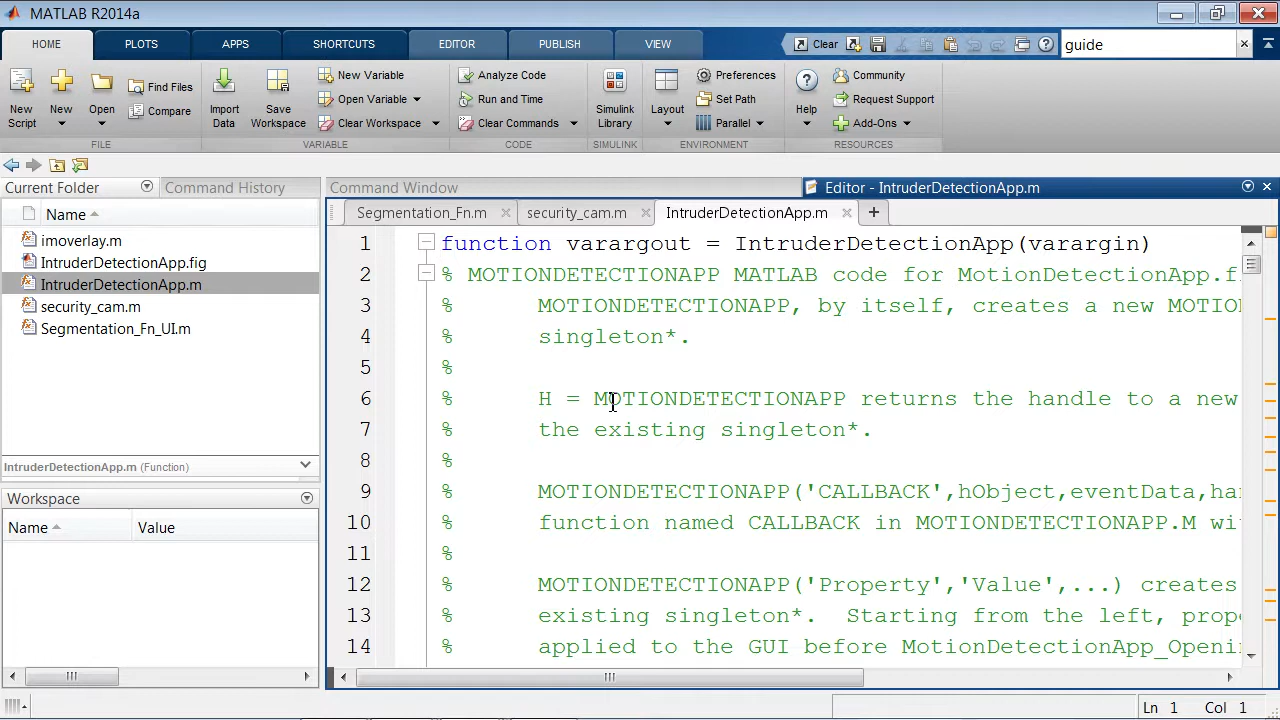 MATLAB R2014a
HOME PLOTS APPS SHORTCUTS EDITOR PUBLISH VIEW Clear guide
New Script New Open Find Files Compare Import Data Save Workspace New Variable Open Variable Clear Workspace Analyze Code Run and Time Clear Commands Simulink Library Layout Preferences Set Path Parallel Help Community Request Support Add-Ons
FILE VARIABLE CODE SIMULINK ENVIRONMENT RESOURCES
Current Folder Command History Command Window Editor - IntruderDetectionApp.m
Name
imoverlay.m
IntruderDetectionApp.fig
IntruderDetectionApp.m
security_cam.m
Segmentation_Fn_UI.m
IntruderDetectionApp.m (Function)
Workspace
Name Value
Segmentation_Fn.m security_cam.m IntruderDetectionApp.m
1 function varargout = IntruderDetectionApp(varargin)
2 % MOTIONDETECTIONAPP MATLAB code for MotionDetectionApp.f
3 % MOTIONDETECTIONAPP, by itself, creates a new MOTION
4 % singleton*.
5 %
6 % H = MOTIONDETECTIONAPP returns the handle to a new
7 % the existing singleton*.
8 %
9 % MOTIONDETECTIONAPP('CALLBACK',hObject,eventData,han
10 % function named CALLBACK in MOTIONDETECTIONAPP.M wi
11 %
12 % MOTIONDETECTIONAPP('Property','Value',...) creates
13 % existing singleton*. Starting from the left, prope
14 % applied to the GUI before MotionDetectionApp_Openin
Ln 1 Col 1